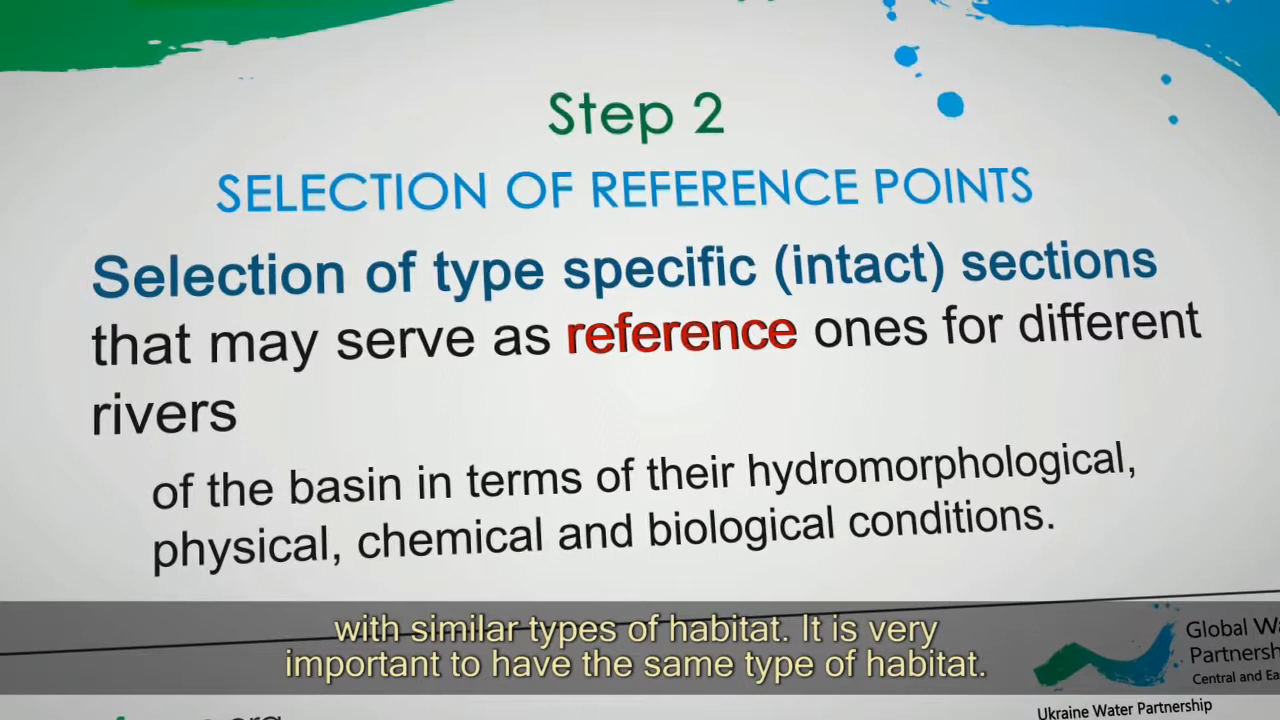 Step 2
SELECTION OF REFERENCE POINTS
Selection of type specific (intact) sections
that may serve as reference ones for different
rivers
of the basin in terms of their hydromorphological,
physical, chemical and biological conditions.
with similar types of habitat. It is very
important to have the same type of habitat.
Global
Central and
Ukraine Water Partnership